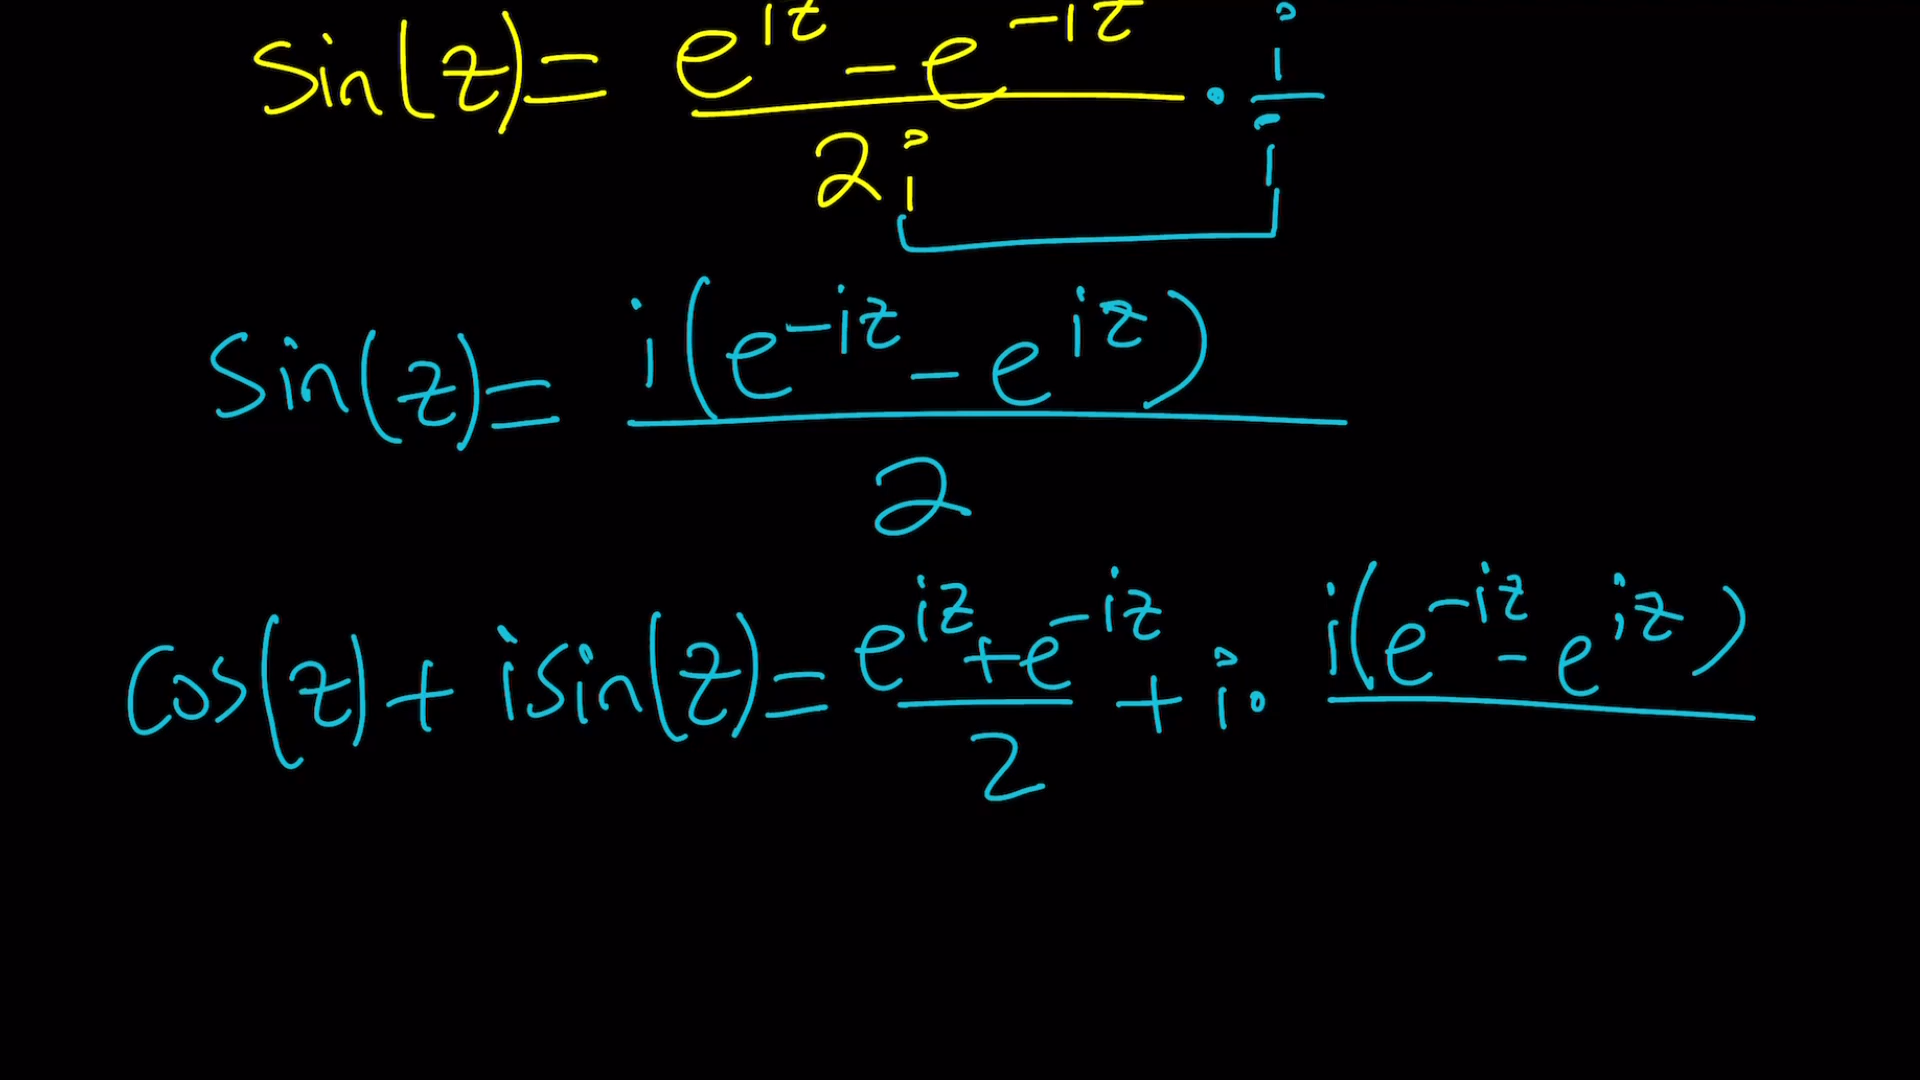 Sin(z) = (e^{iz} - e^{-iz})/(2i) · i/i
Sin(z) = i(e^{-iz} - e^{iz})/2
Cos(z) + i sin(z) = (e^{iz} + e^{-iz})/2 + i · i(e^{-iz} - e^{iz})/